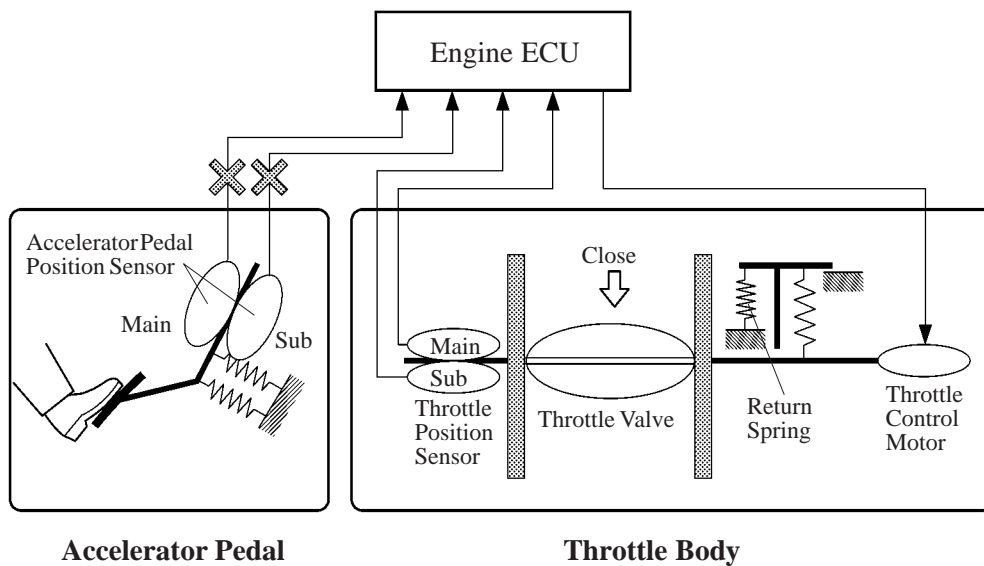 Engine ECU
Accelerator Pedal
Position Sensor
Main
Sub
Close
Main
Sub
Throttle
Position
Sensor
Throttle Valve
Return
Spring
Throttle
Control
Motor
Accelerator Pedal
Throttle Body